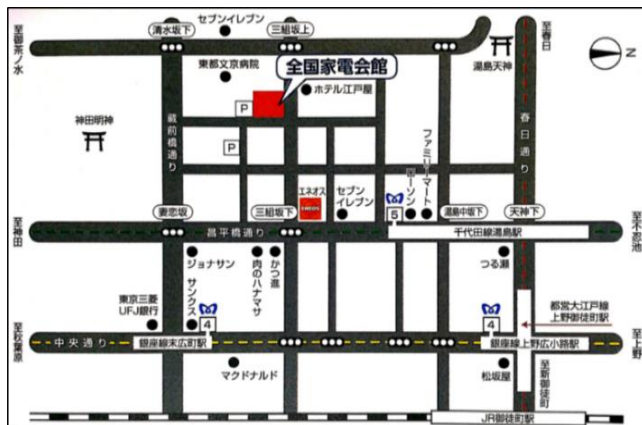 セブンイレブン
清水坂下
三組坂上
至春日
至御茶ノ水
東都文京病院
全国家電会館
湯島天神
N
ホテル江戸屋
P
神田明神
蔵前橋通り
P
春日通り
ファミリーマート
ローソン
エネオス
ENEOS
セブン
イレブン
妻恋坂
三組坂下
5
湯島中坂下
天神下
至神田
昌平橋通り
千代田線湯島駅
至不忍池
ジョナサン
肉のハナマサ
かつ進
つる瀬
東京三菱
UFJ銀行
サンクス
4
4
都営大江戸線
上野御徒町駅
至秋葉原
中央通り
銀座線末広町駅
銀座線上野広小路駅
至上野
マクドナルド
松坂屋
至新御徒町
JR御徒町駅